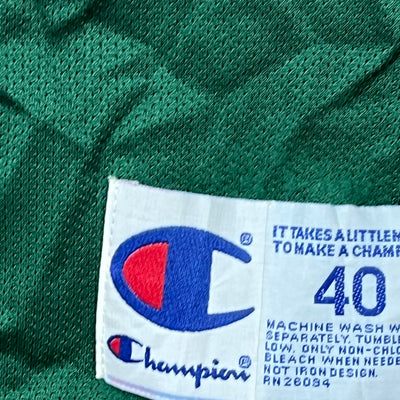 IT TAKES A LITTLE
TO MAKE A CHAMP
40
MACHINE WASH W
SEPARATELY. TUMBL
LOW. ONLY NON-CHLO
BLEACH WHEN NEEDED
NOT IRON DESIGN.
RN 26094
Champion